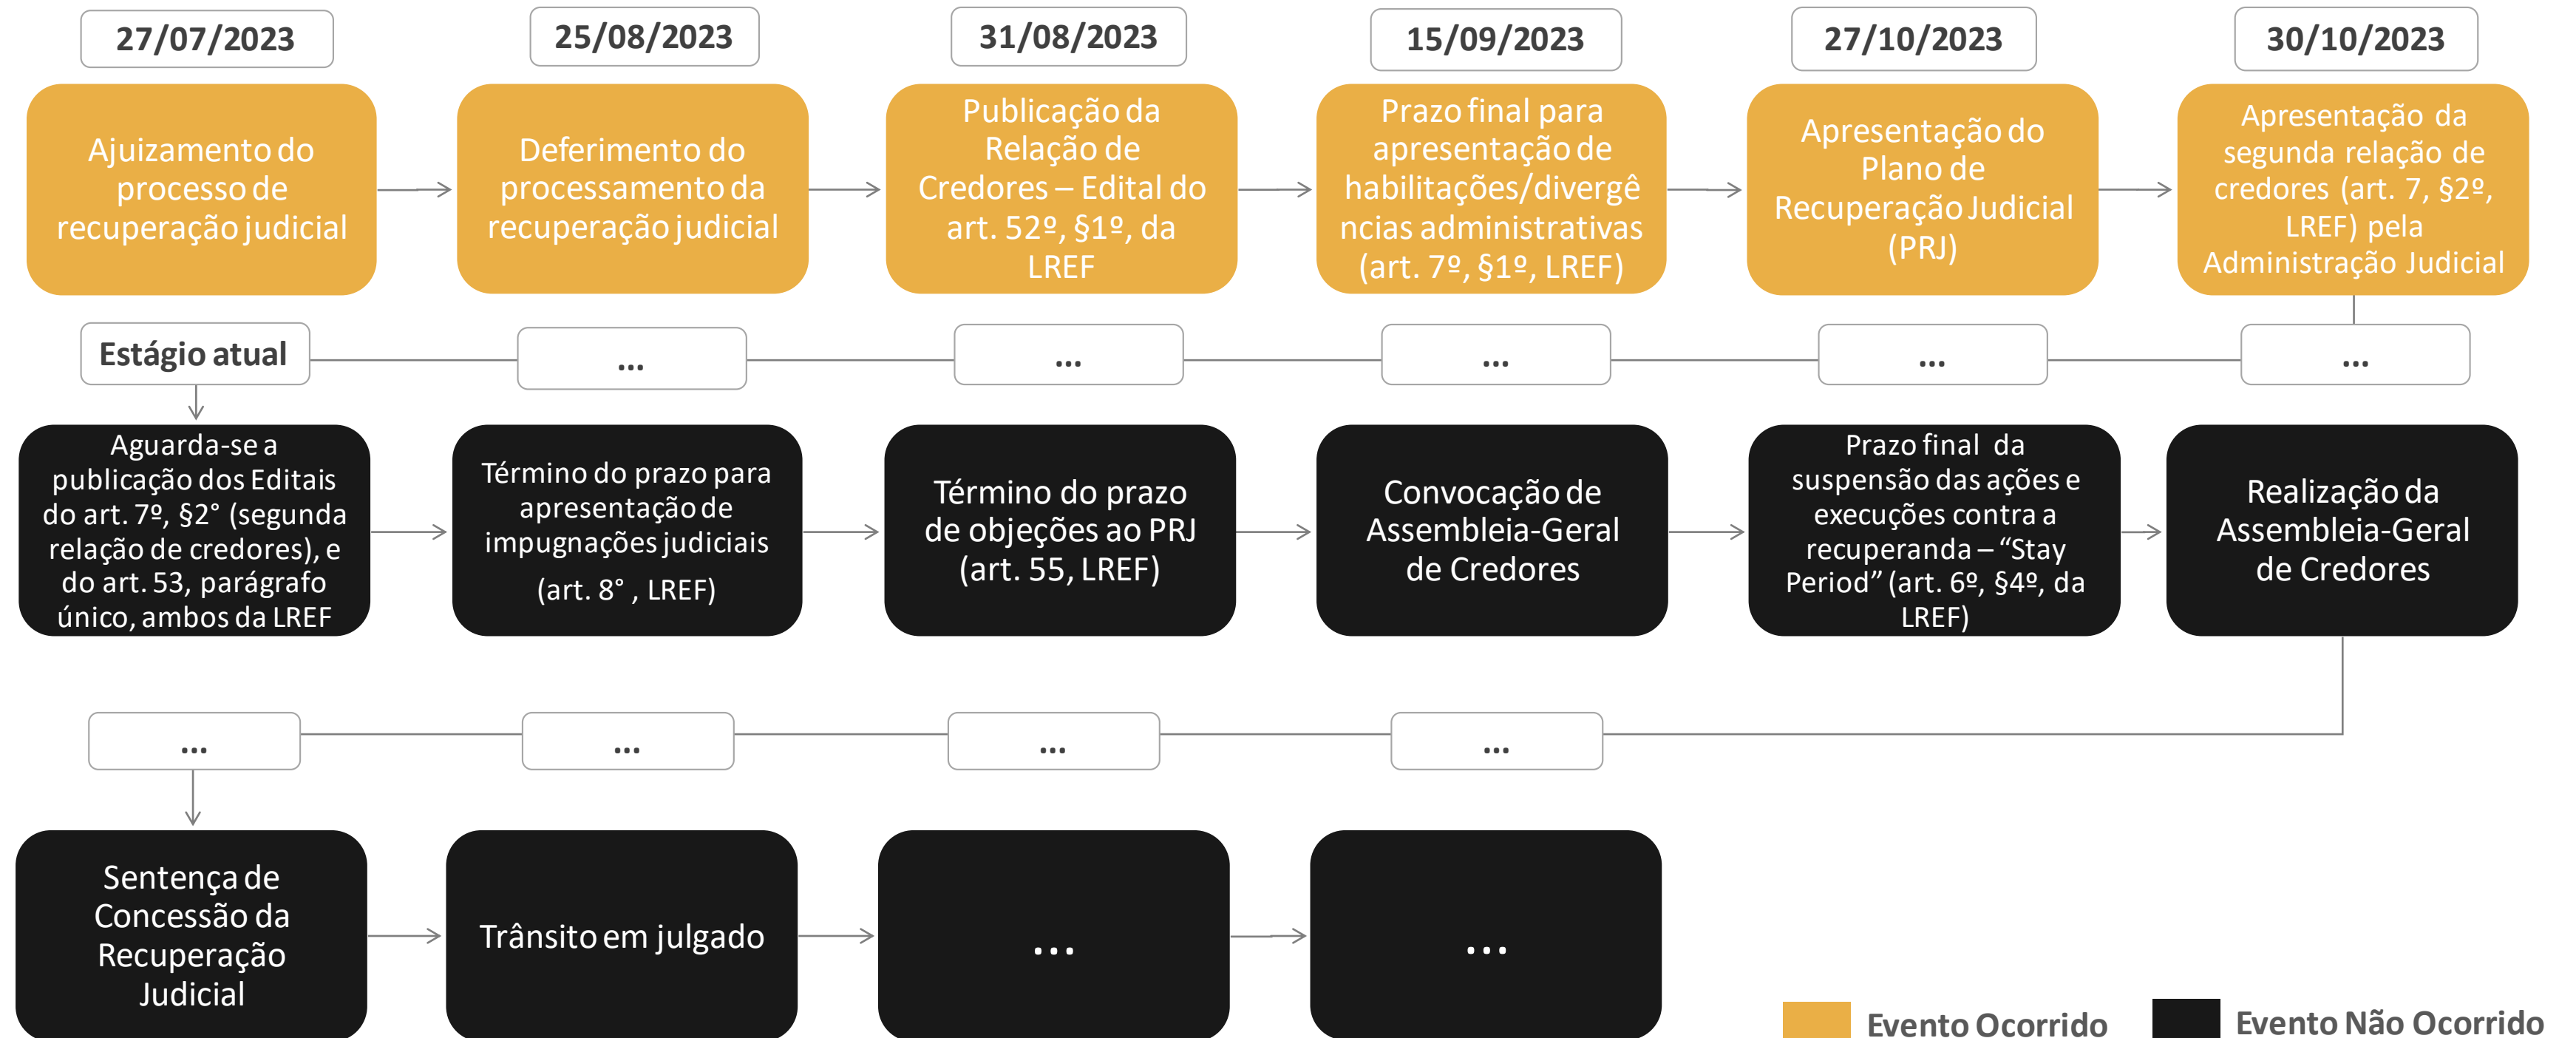 27/07/2023
25/08/2023
31/08/2023
15/09/2023
27/10/2023
30/10/2023
Ajuizamento do
processo de
recuperação judicial
Deferimento do
processamento da
recuperação judicial
Publicação da
Relação de
Credores – Edital do
art. 52º, §1º, da
LREF
Prazo final para
apresentação de
habilitações/divergê
ncias administrativas
(art. 7º, §1º, LREF)
Apresentação do
Plano de
Recuperação Judicial
(PRJ)
Apresentação da
segunda relação de
credores (art. 7, §2º,
LREF) pela
Administração Judicial
Estágio atual
...
...
...
...
...
Aguarda-se a
publicação dos Editais
do art. 7º, §2° (segunda
relação de credores), e
do art. 53, parágrafo
único, ambos da LREF
Término do prazo para
apresentação de
impugnações judiciais
(art. 8° , LREF)
Término do prazo
de objeções ao PRJ
(art. 55, LREF)
Convocação de
Assembleia-Geral
de Credores
Prazo final da
suspensão das ações e
execuções contra a
recuperanda – “Stay
Period” (art. 6º, §4º, da
LREF)
Realização da
Assembleia-Geral
de Credores
...
...
...
...
Sentença de
Concessão da
Recuperação
Judicial
Trânsito em julgado
...
...
Evento Ocorrido
Evento Não Ocorrido